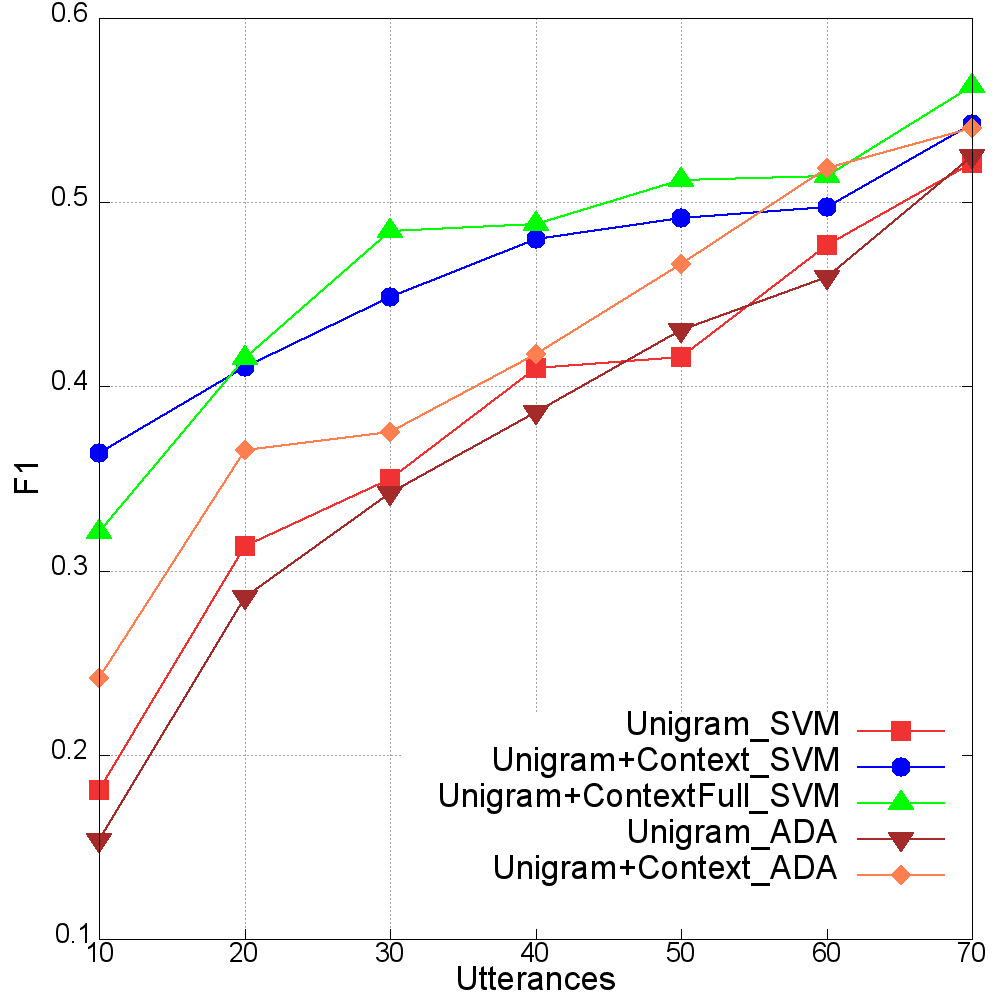 0.6
0.5
0.4
0.3
0.2
0.1
F1
10 20 30 40 50 60 70
Utterances
Unigram_SVM
Unigram+Context_SVM
Unigram+ContextFull_SVM
Unigram_ADA
Unigram+Context_ADA